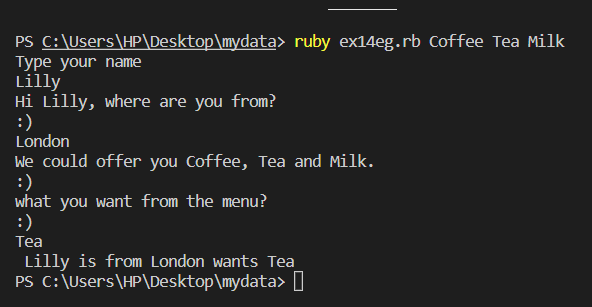 PS C:\Users\HP\Desktop\mydata> ruby ex14eg.rb Coffee Tea Milk
Type your name
Lilly
Hi Lilly, where are you from?
:)
London
We could offer you Coffee, Tea and Milk.
:)
what you want from the menu?
:)
Tea
 Lilly is from London wants Tea
PS C:\Users\HP\Desktop\mydata>